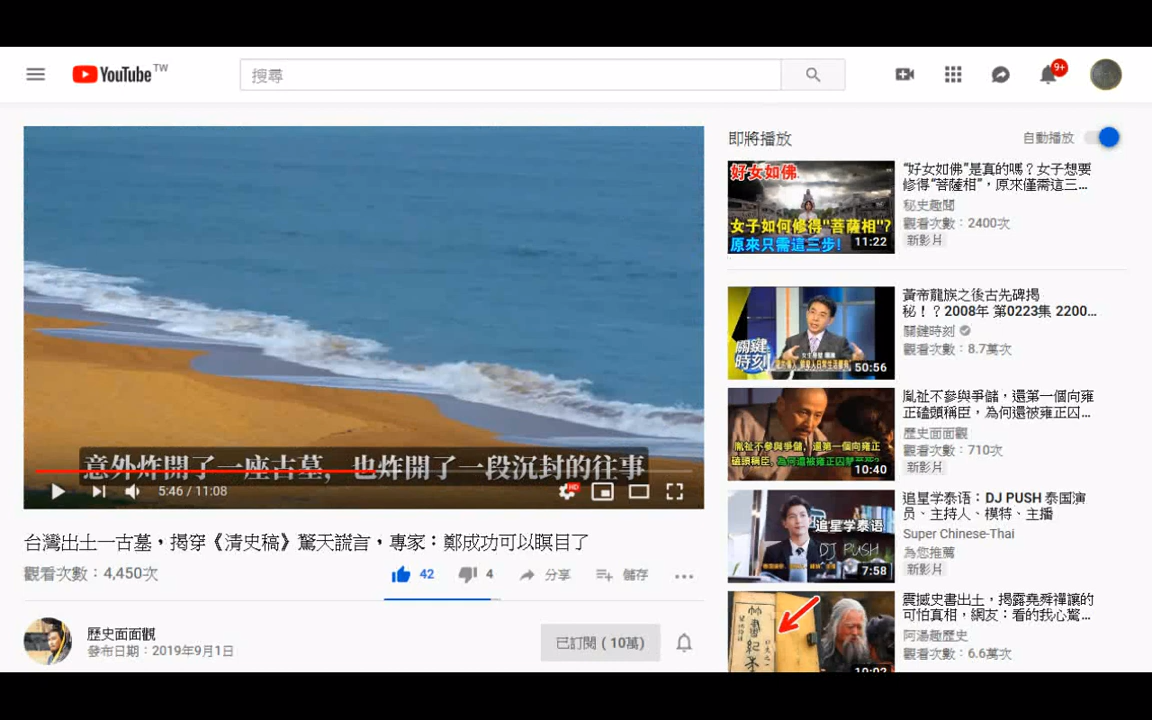 YouTube TW
搜尋
9+
意外炸開了一座古墓，也炸開了一段沉封的往事
5:46 / 11:08
HD
台灣出土一古墓，揭穿《清史稿》驚天謊言，專家：鄭成功可以瞑目了
觀看次數：4,450次
42
4
分享
儲存
歷史面面觀
發布日期：2019年9月1日
已訂閱 (10萬)
即將播放
自動播放
好女如佛
女子如何修得"菩薩相"?
原來只需這三步!
11:22
“好女如佛”是真的嗎？女子想要
修得“菩薩相”，原來僅需這三...
秘史趣聞
觀看次數：2400次
新影片
關鍵
時刻
50:56
黃帝龍族之後古先碑揭
秘！？2008年 第0223集 2200...
關鍵時刻
觀看次數：8.7萬次
胤祉不參與爭儲，還第一個向雍正
磕頭稱臣，為何還被雍正囚禁至死?
10:40
胤祉不參與爭儲，還第一個向雍
正磕頭稱臣，為何還被雍正囚...
歷史面面觀
觀看次數：710次
新影片
追星学泰语
DJ PUSH
7:58
追星学泰语：DJ PUSH 泰国演
员、主持人、模特、主播
Super Chinese-Thai
為您推薦
新影片
竹書紀年
10:02
震撼史書出土，揭露堯舜禪讓的
可怕真相，網友：看的我心驚...
阿湯趣歷史
觀看次數：6.6萬次